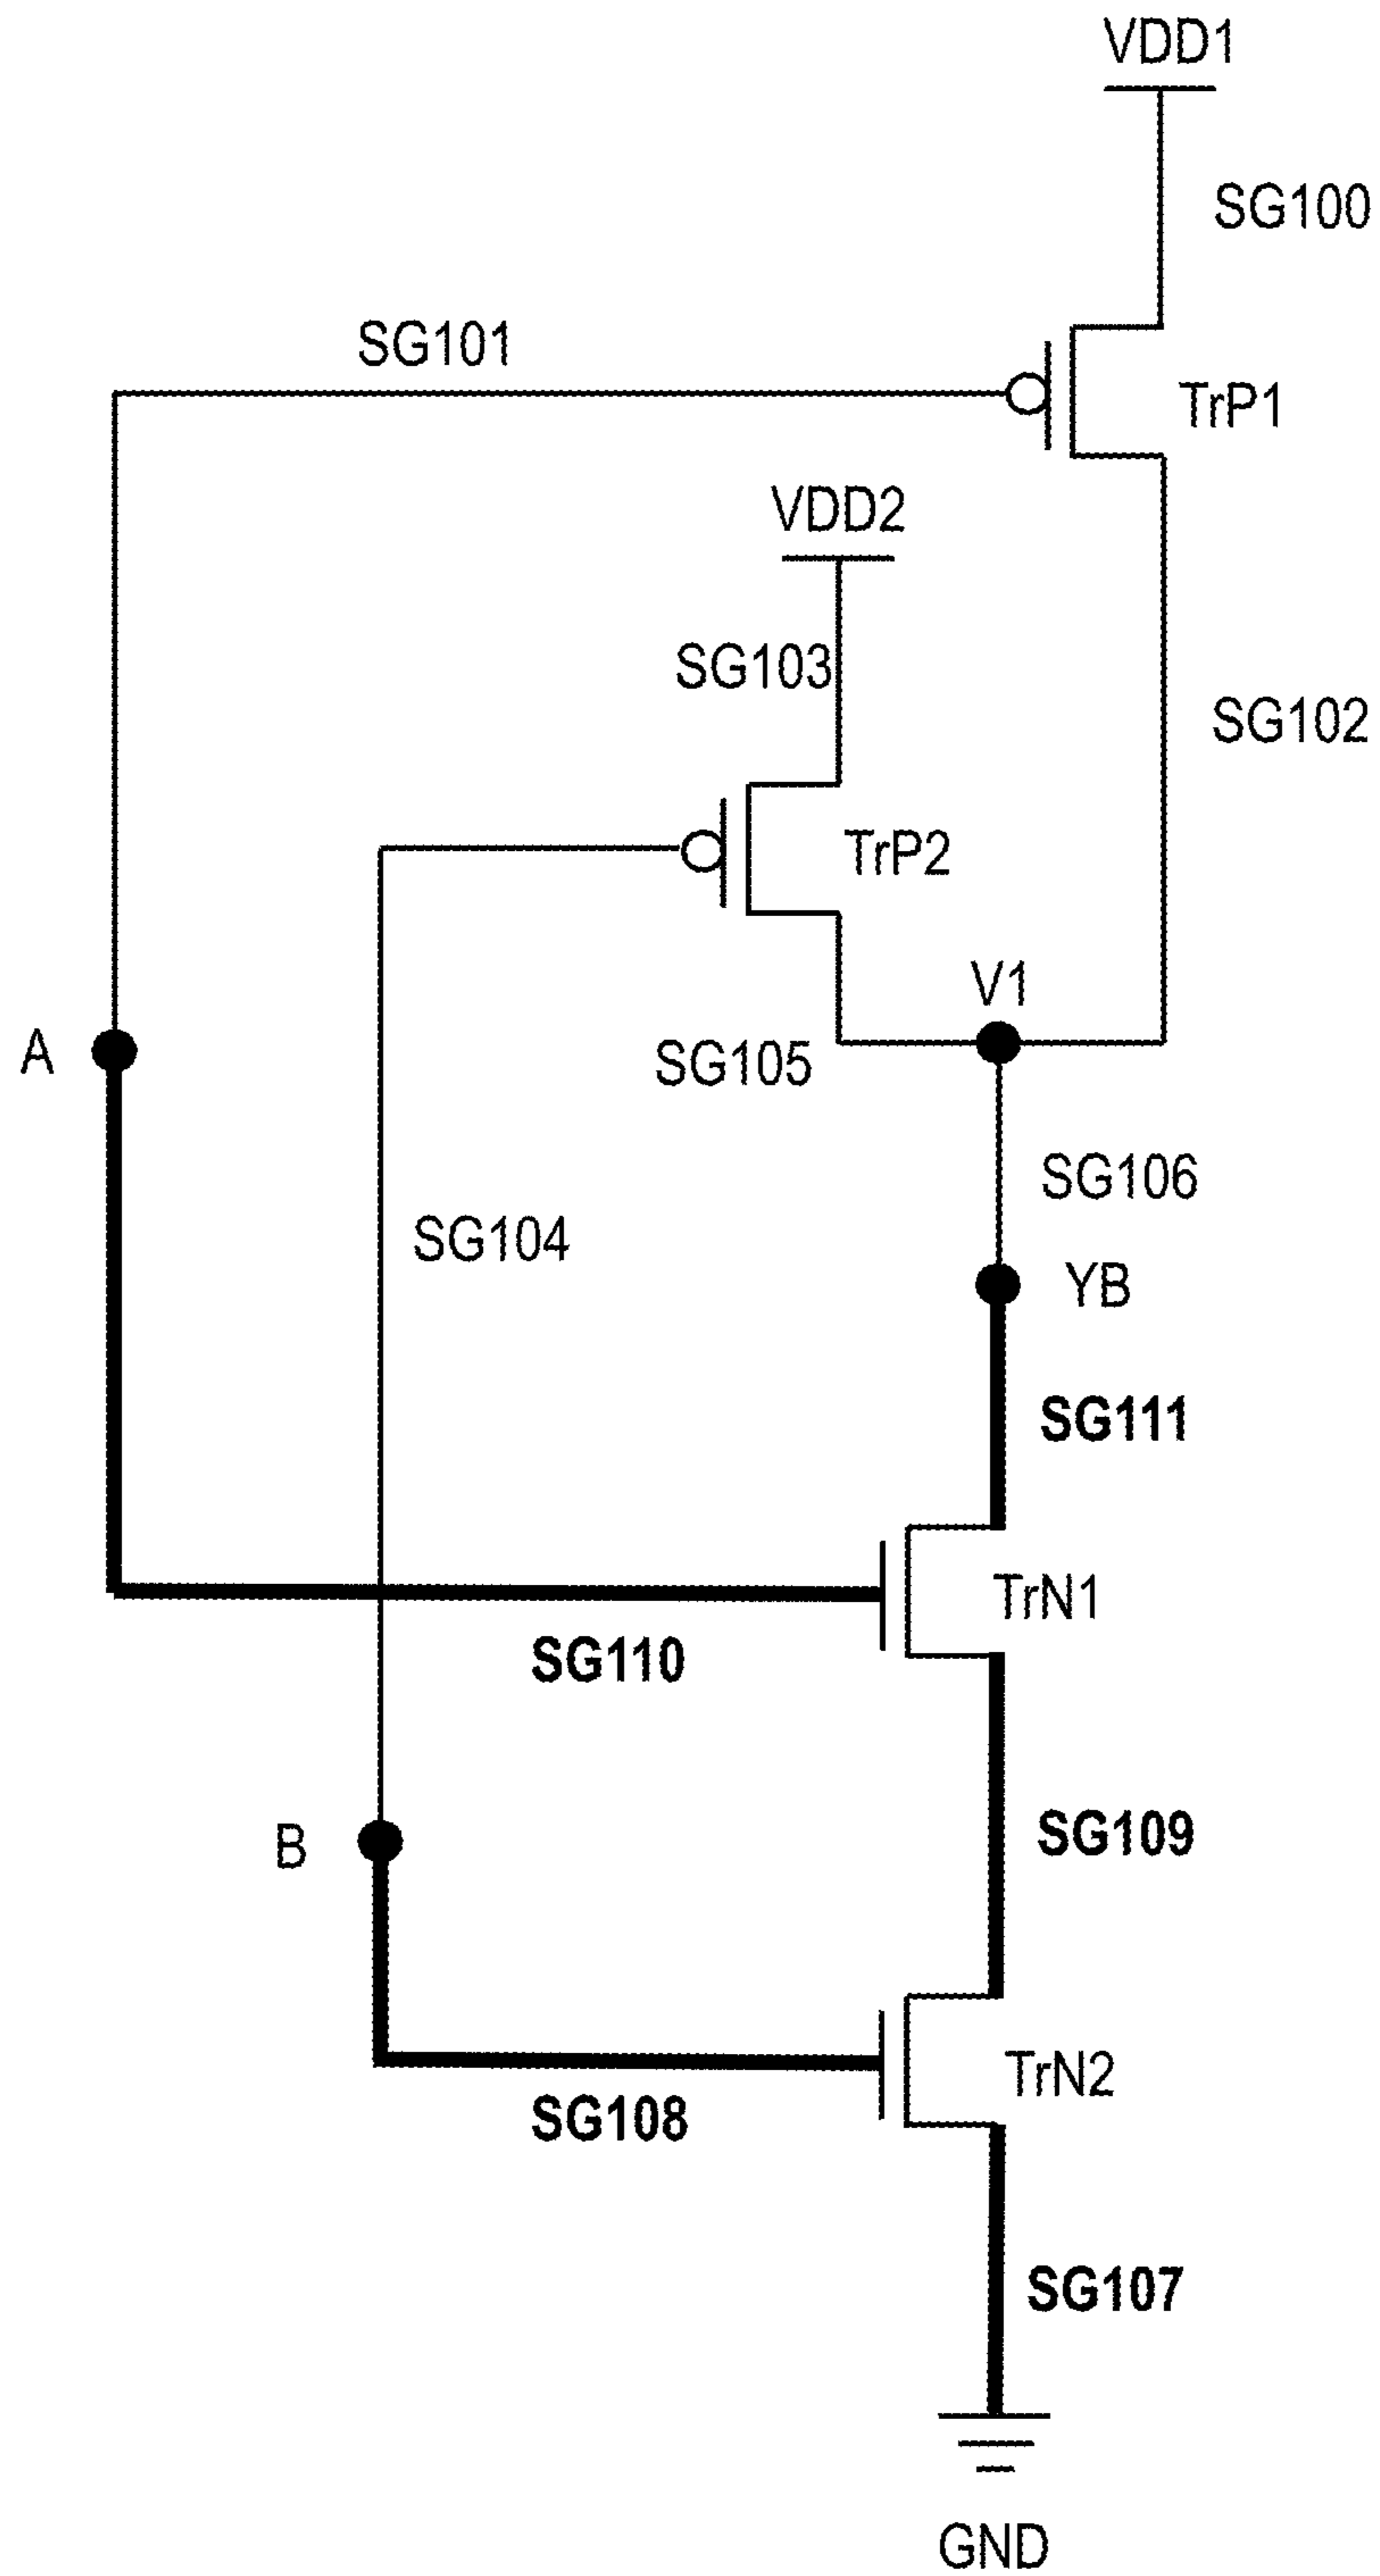 VDD1
SG100
SG101
TrP1
VDD2
SG103
SG102
TrP2
V1
A
SG105
SG106
SG104
YB
SG111
TrN1
SG110
SG109
B
TrN2
SG108
SG107
GND